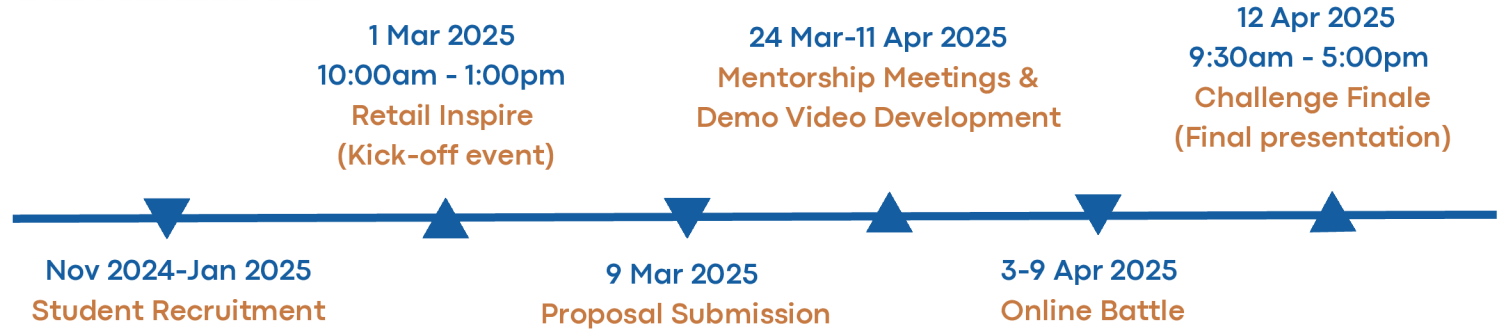 Nov 2024-Jan 2025
Student Recruitment
1 Mar 2025
10:00am - 1:00pm
Retail Inspire
(Kick-off event)
9 Mar 2025
Proposal Submission
24 Mar-11 Apr 2025
Mentorship Meetings &
Demo Video Development
3-9 Apr 2025
Online Battle
12 Apr 2025
9:30am - 5:00pm
Challenge Finale
(Final presentation)